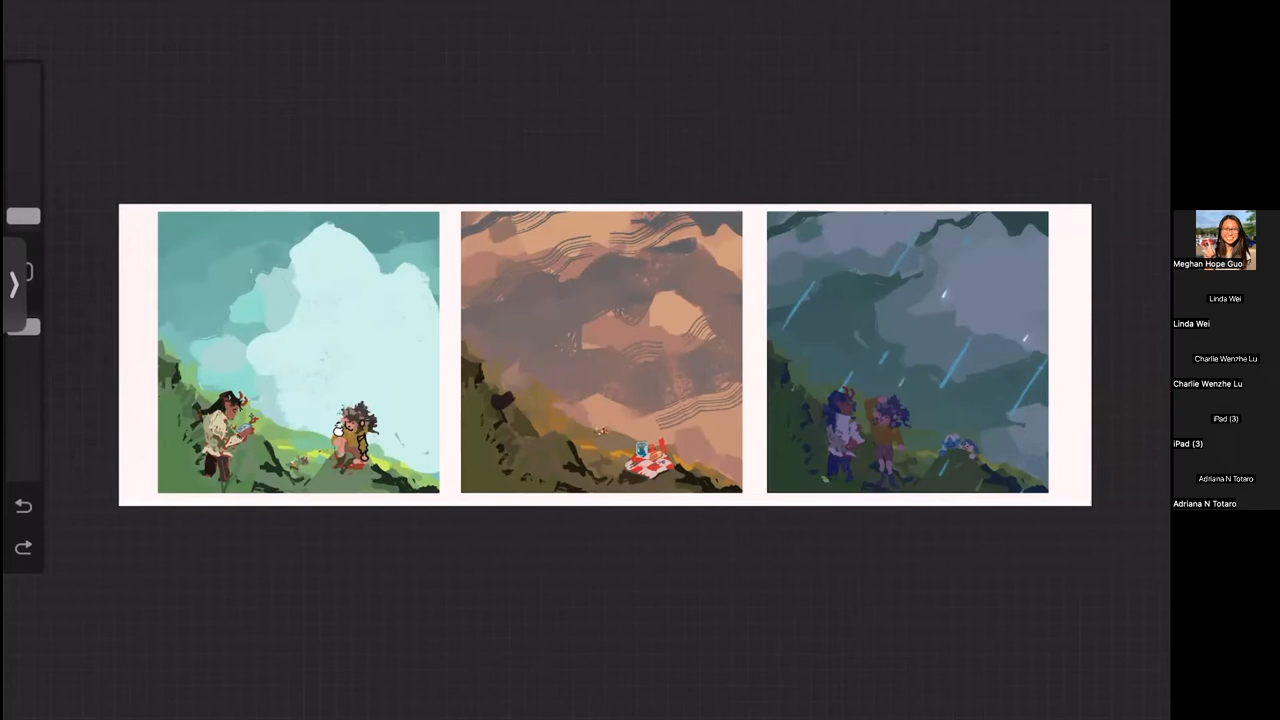 Meghan Hope Guo
Linda Wei
Linda Wei
Charlie Wenzhe Lu
Charlie Wenzhe Lu
iPad (3)
iPad (3)
Adriana N Totaro
Adriana N Totaro